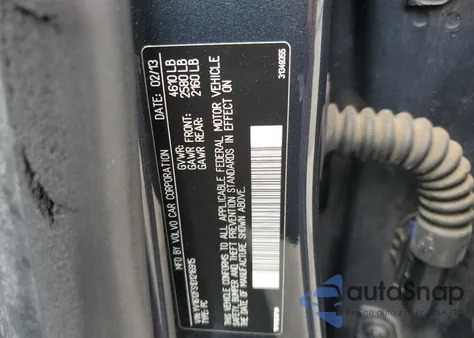 MFD BY VOLVO CAR CORPORATION DATE: 02/13
GVWR: 4610 LB
GAWR FRONT: 2580 LB
GAWR REAR: 2160 LB
THIS VEHICLE CONFORMS TO ALL APPLICABLE FEDERAL MOTOR VEHICLE
SAFETY, BUMPER, AND THEFT PREVENTION STANDARDS IN EFFECT ON
THE DATE OF MANUFACTURE SHOWN ABOVE.
TYPE: PC
31346355
autoSnap